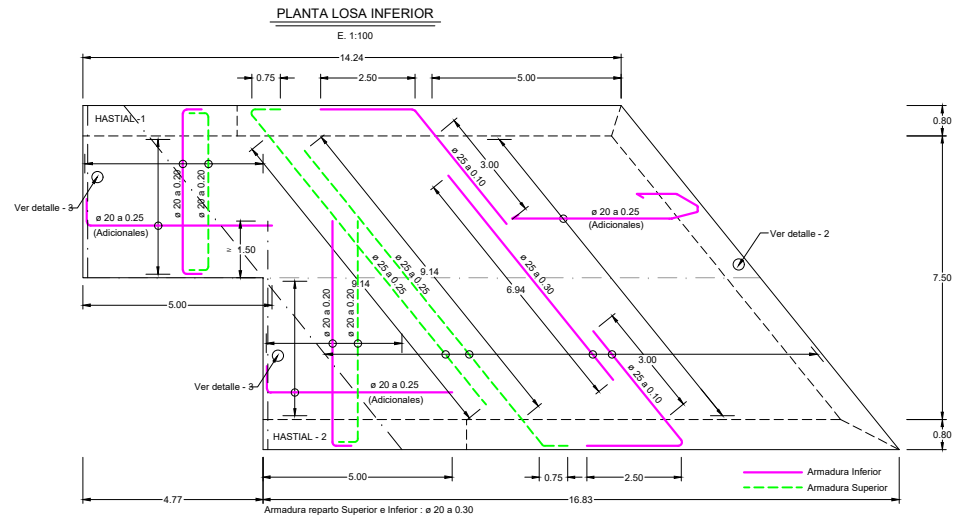 PLANTA LOSA INFERIOR
E. 1:100
14.24
0.75
2.50
5.00
HASTIAL -1
0.80
ø 20 a 0.20
ø 20 a 0.20
ø 25 a 0.10
3.00
Ver detalle - 3
ø 20 a 0.25
(Adicionales)
ø 20 a 0.25
(Adicionales)
≈ 1.50
Ver detalle - 2
ø 25 a 0.25
ø 25 a 0.25
9.14
9.14
6.94
ø 25 a 0.30
7.50
5.00
ø 20 a 0.20
ø 20 a 0.20
3.00
ø 25 a 0.10
Ver detalle - 3
ø 20 a 0.25
(Adicionales)
HASTIAL - 2
0.80
5.00
0.75
2.50
Armadura Inferior
Armadura Superior
4.77
16.83
Armadura reparto Superior e Inferior : ø 20 a 0.30